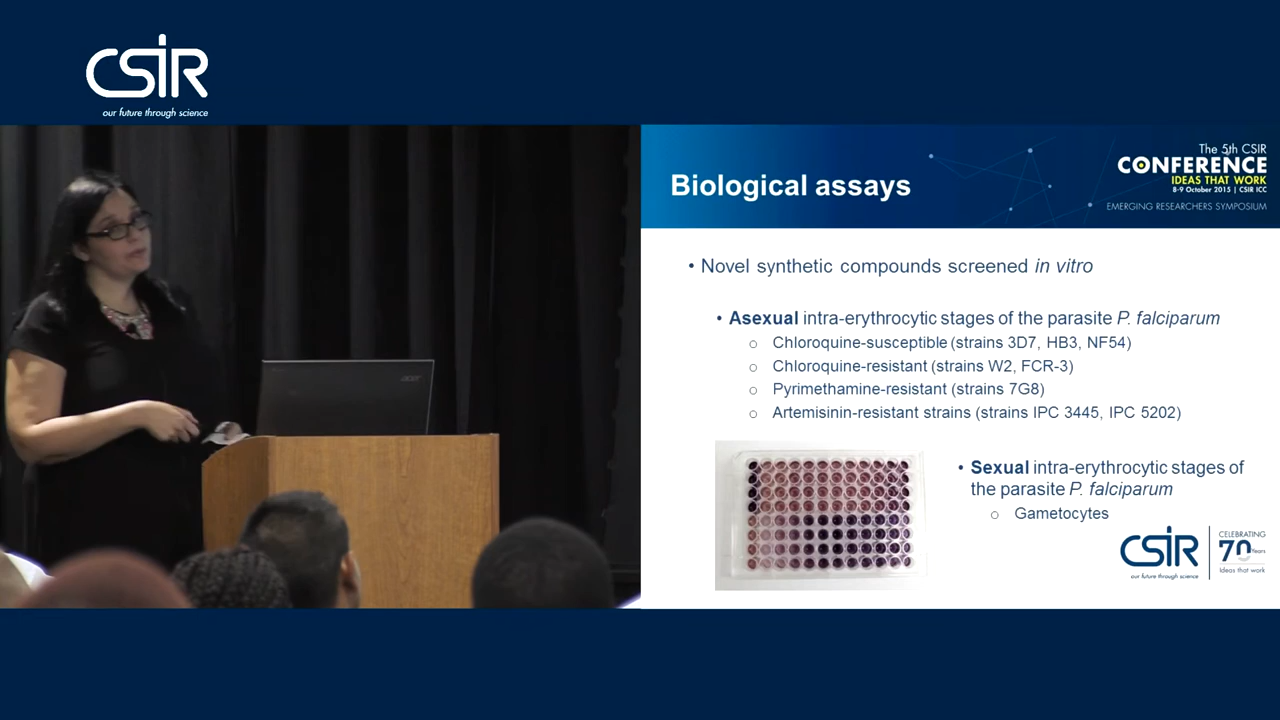 CSIR
our future through science
The 5th CSIR
CONFERENCE
IDEAS THAT WORK
8-9 October 2015 | CSIR ICC
EMERGING RESEARCHERS SYMPOSIUM
Biological assays
• Novel synthetic compounds screened in vitro
• Asexual intra-erythrocytic stages of the parasite P. falciparum
o Chloroquine-susceptible (strains 3D7, HB3, NF54)
o Chloroquine-resistant (strains W2, FCR-3)
o Pyrimethamine-resistant (strains 7G8)
o Artemisinin-resistant strains (strains IPC 3445, IPC 5202)
• Sexual intra-erythrocytic stages of
the parasite P. falciparum
o Gametocytes
CSIR
our future through science
CELEBRATING
70 Years
Ideas that work
acer